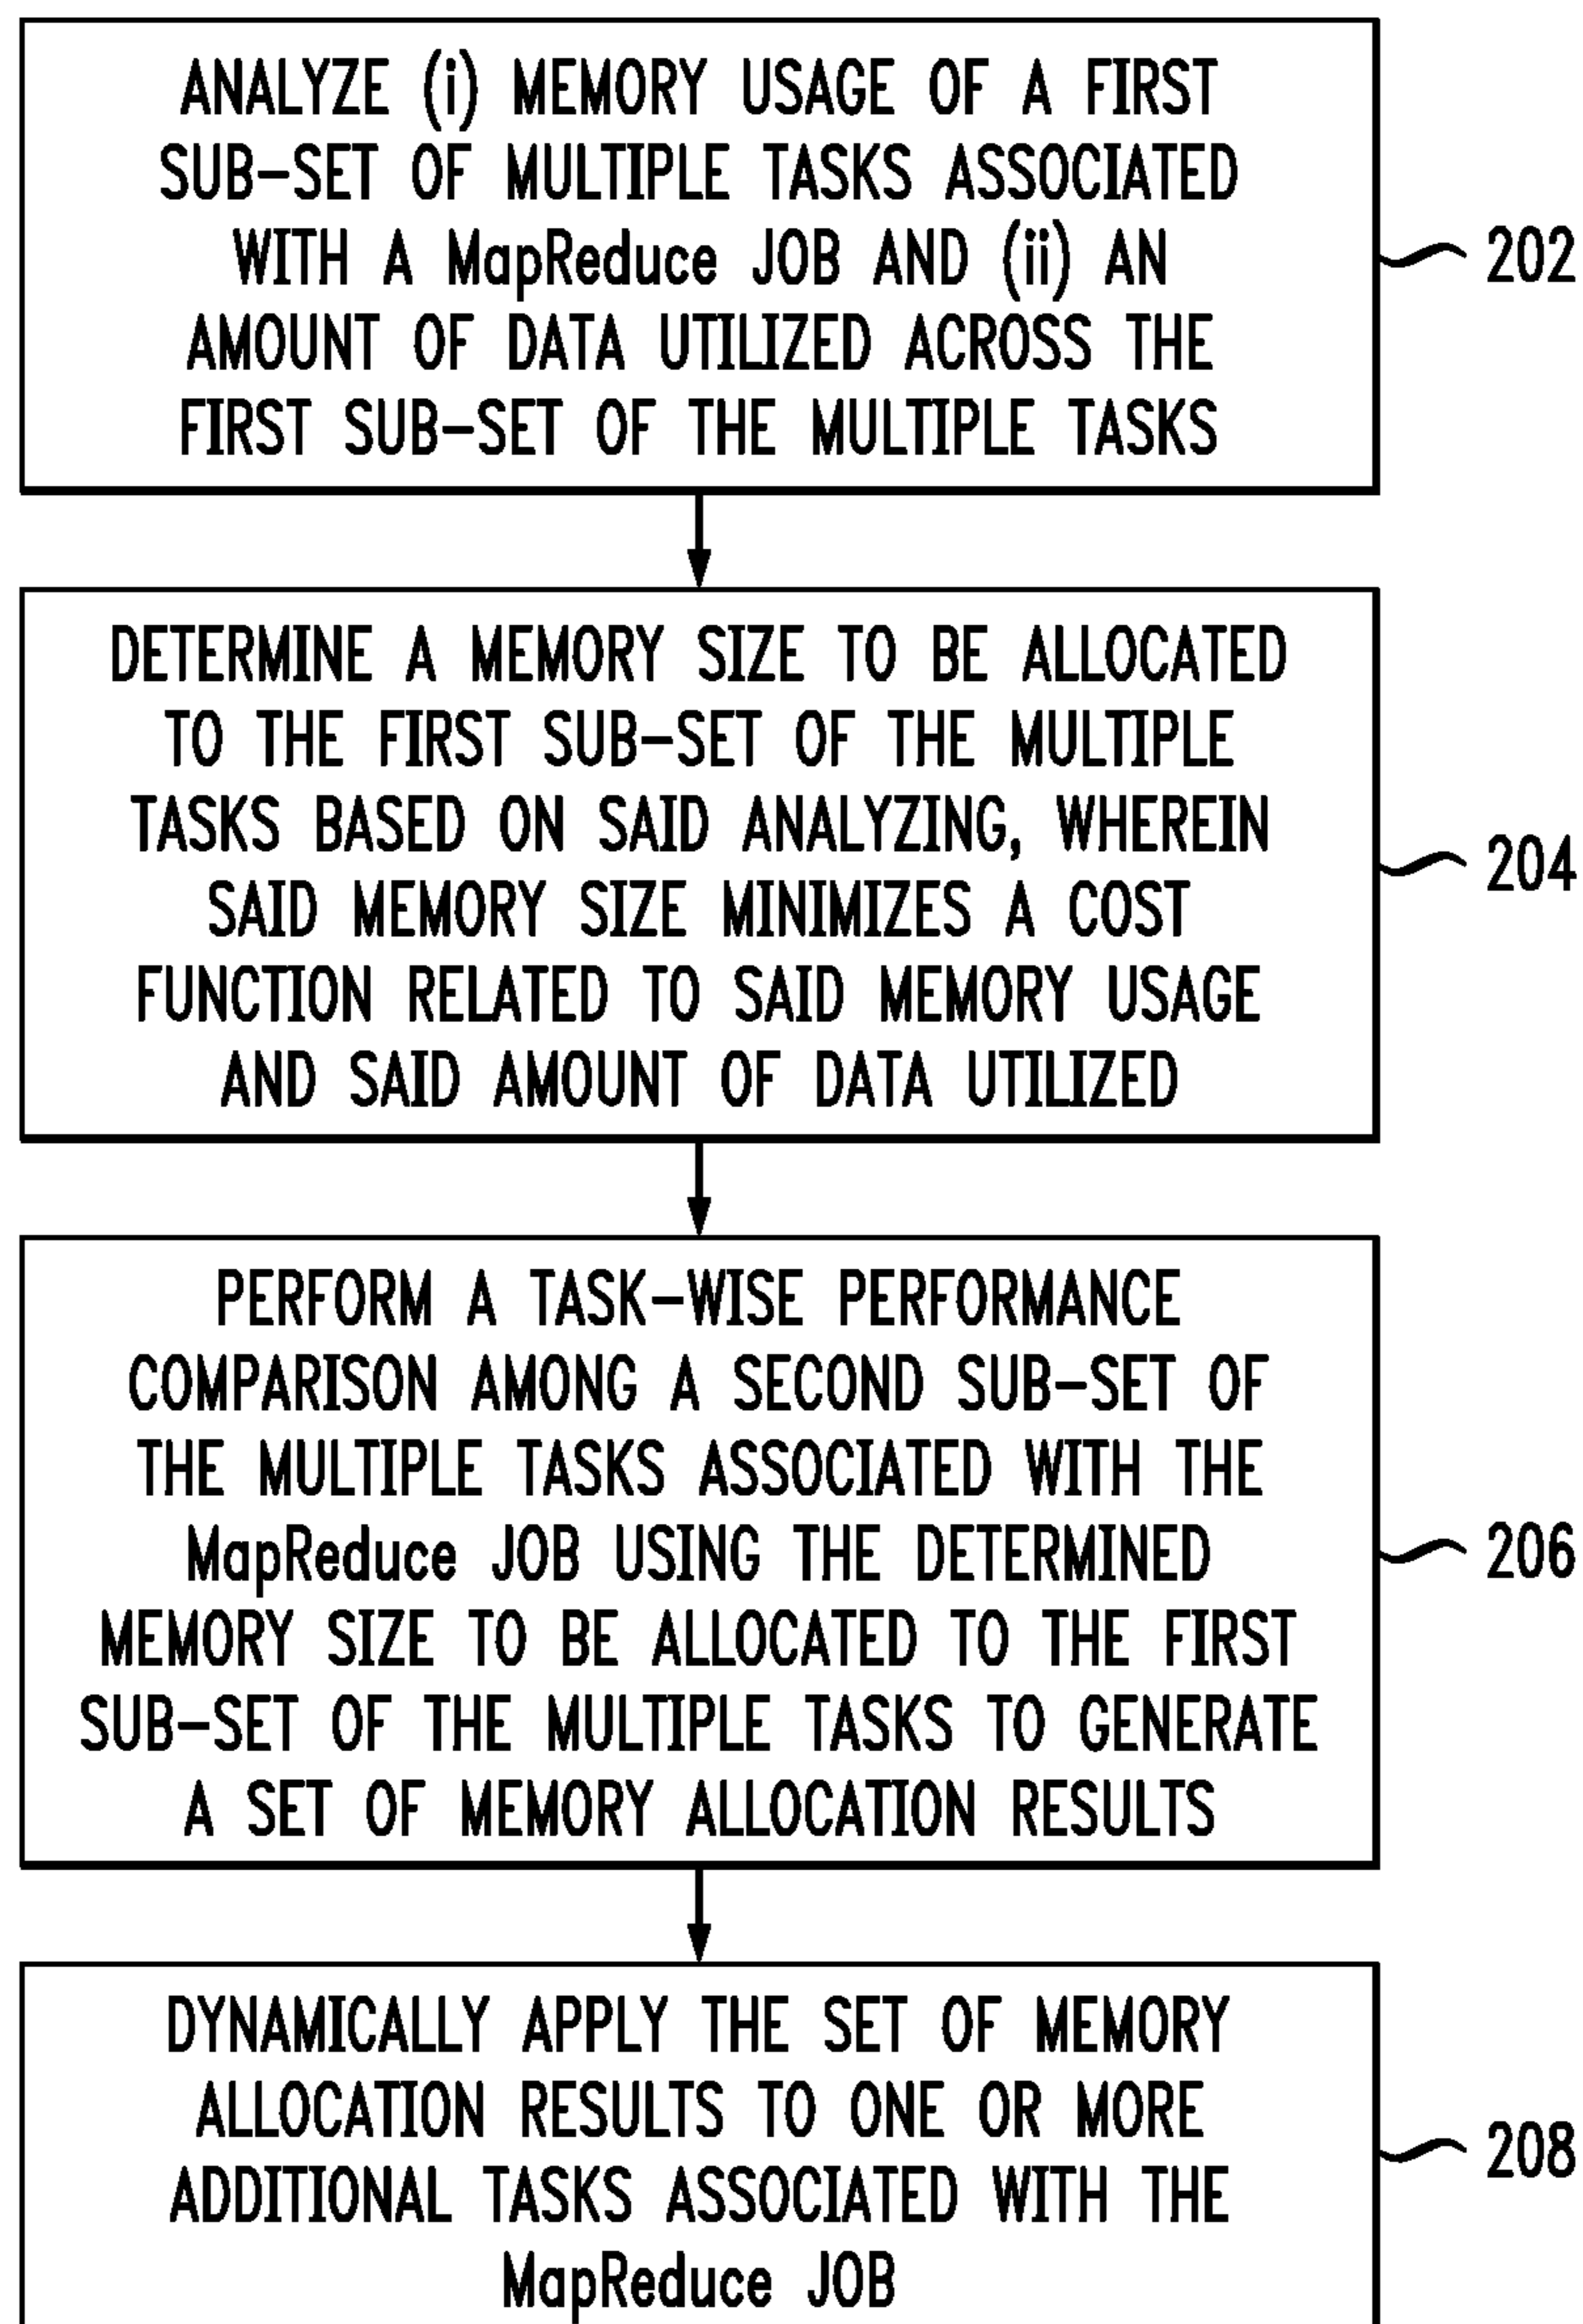 ANALYZE (i) MEMORY USAGE OF A FIRST
SUB-SET OF MULTIPLE TASKS ASSOCIATED
WITH A MapReduce JOB AND (ii) AN
AMOUNT OF DATA UTILIZED ACROSS THE
FIRST SUB-SET OF THE MULTIPLE TASKS
202
DETERMINE A MEMORY SIZE TO BE ALLOCATED
TO THE FIRST SUB-SET OF THE MULTIPLE
TASKS BASED ON SAID ANALYZING, WHEREIN
SAID MEMORY SIZE MINIMIZES A COST
FUNCTION RELATED TO SAID MEMORY USAGE
AND SAID AMOUNT OF DATA UTILIZED
204
PERFORM A TASK-WISE PERFORMANCE
COMPARISON AMONG A SECOND SUB-SET OF
THE MULTIPLE TASKS ASSOCIATED WITH THE
MapReduce JOB USING THE DETERMINED
MEMORY SIZE TO BE ALLOCATED TO THE FIRST
SUB-SET OF THE MULTIPLE TASKS TO GENERATE
A SET OF MEMORY ALLOCATION RESULTS
206
DYNAMICALLY APPLY THE SET OF MEMORY
ALLOCATION RESULTS TO ONE OR MORE
ADDITIONAL TASKS ASSOCIATED WITH THE
MapReduce JOB
208